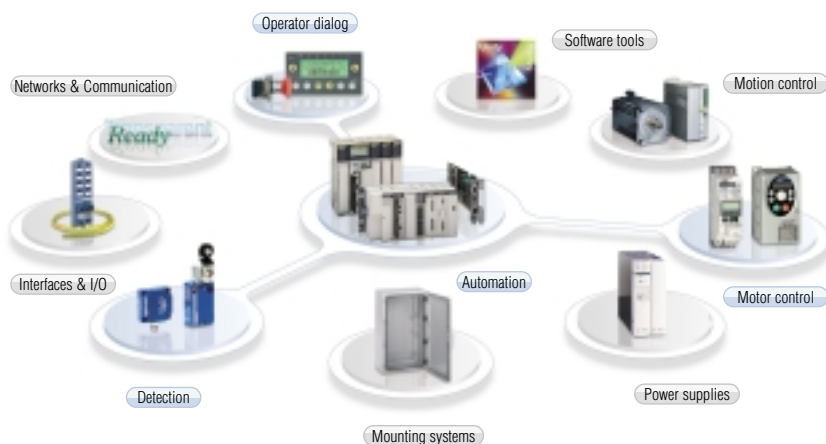 Operator dialog
Software tools
Networks & Communication
Motion control
Ready
Interfaces & I/O
Automation
Motor control
Detection
Power supplies
Mounting systems